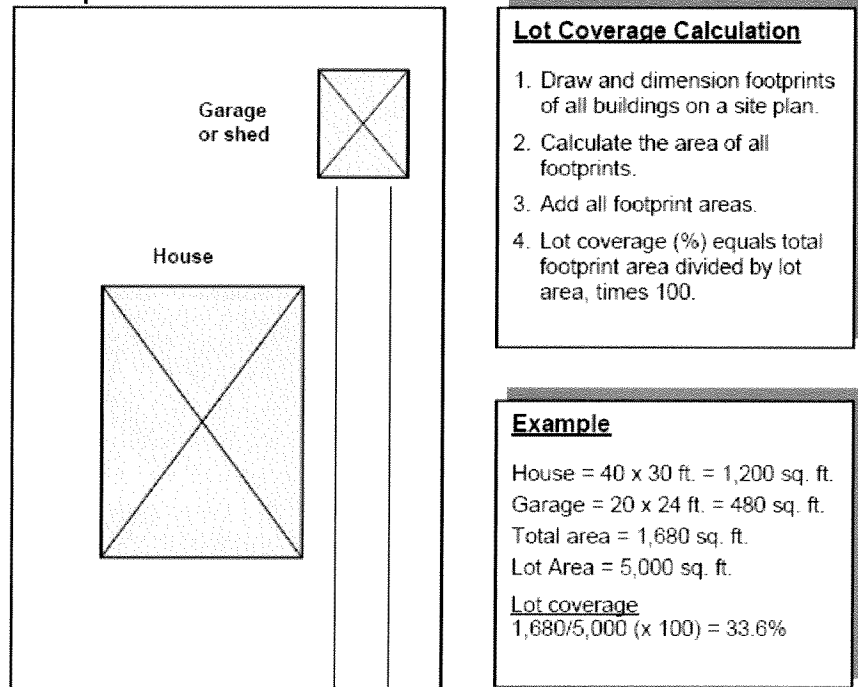 Garage
or shed
House
Lot Coverage Calculation
1. Draw and dimension footprints
of all buildings on a site plan.
2. Calculate the area of all
footprints.
3. Add all footprint areas.
4. Lot coverage (%) equals total
footprint area divided by lot
area, times 100.
Example
House = 40 x 30 ft. = 1,200 sq. ft.
Garage = 20 x 24 ft. = 480 sq. ft.
Total area = 1,680 sq. ft.
Lot Area = 5,000 sq. ft.
Lot coverage
1,680/5,000 (x 100) = 33.6%